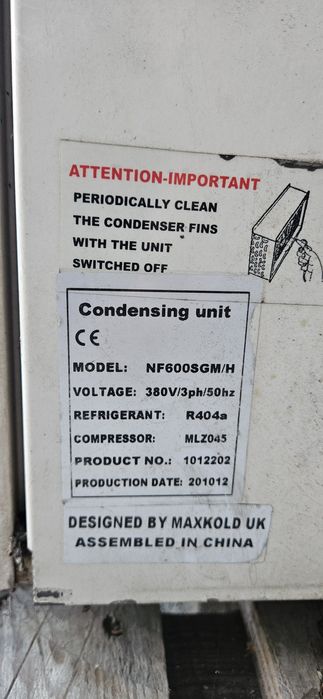 ATTENTION-IMPORTANT
PERIODICALLY CLEAN
THE CONDENSER FINS
WITH THE UNIT
SWITCHED OFF
Condensing unit
CE
MODEL: NF600SGM/H
VOLTAGE: 380V/3ph/50hz
REFRIGERANT: R404a
COMPRESSOR: MLZ045
PRODUCT NO.: 1012202
PRODUCTION DATE: 201012
DESIGNED BY MAXKOLD UK
ASSEMBLED IN CHINA